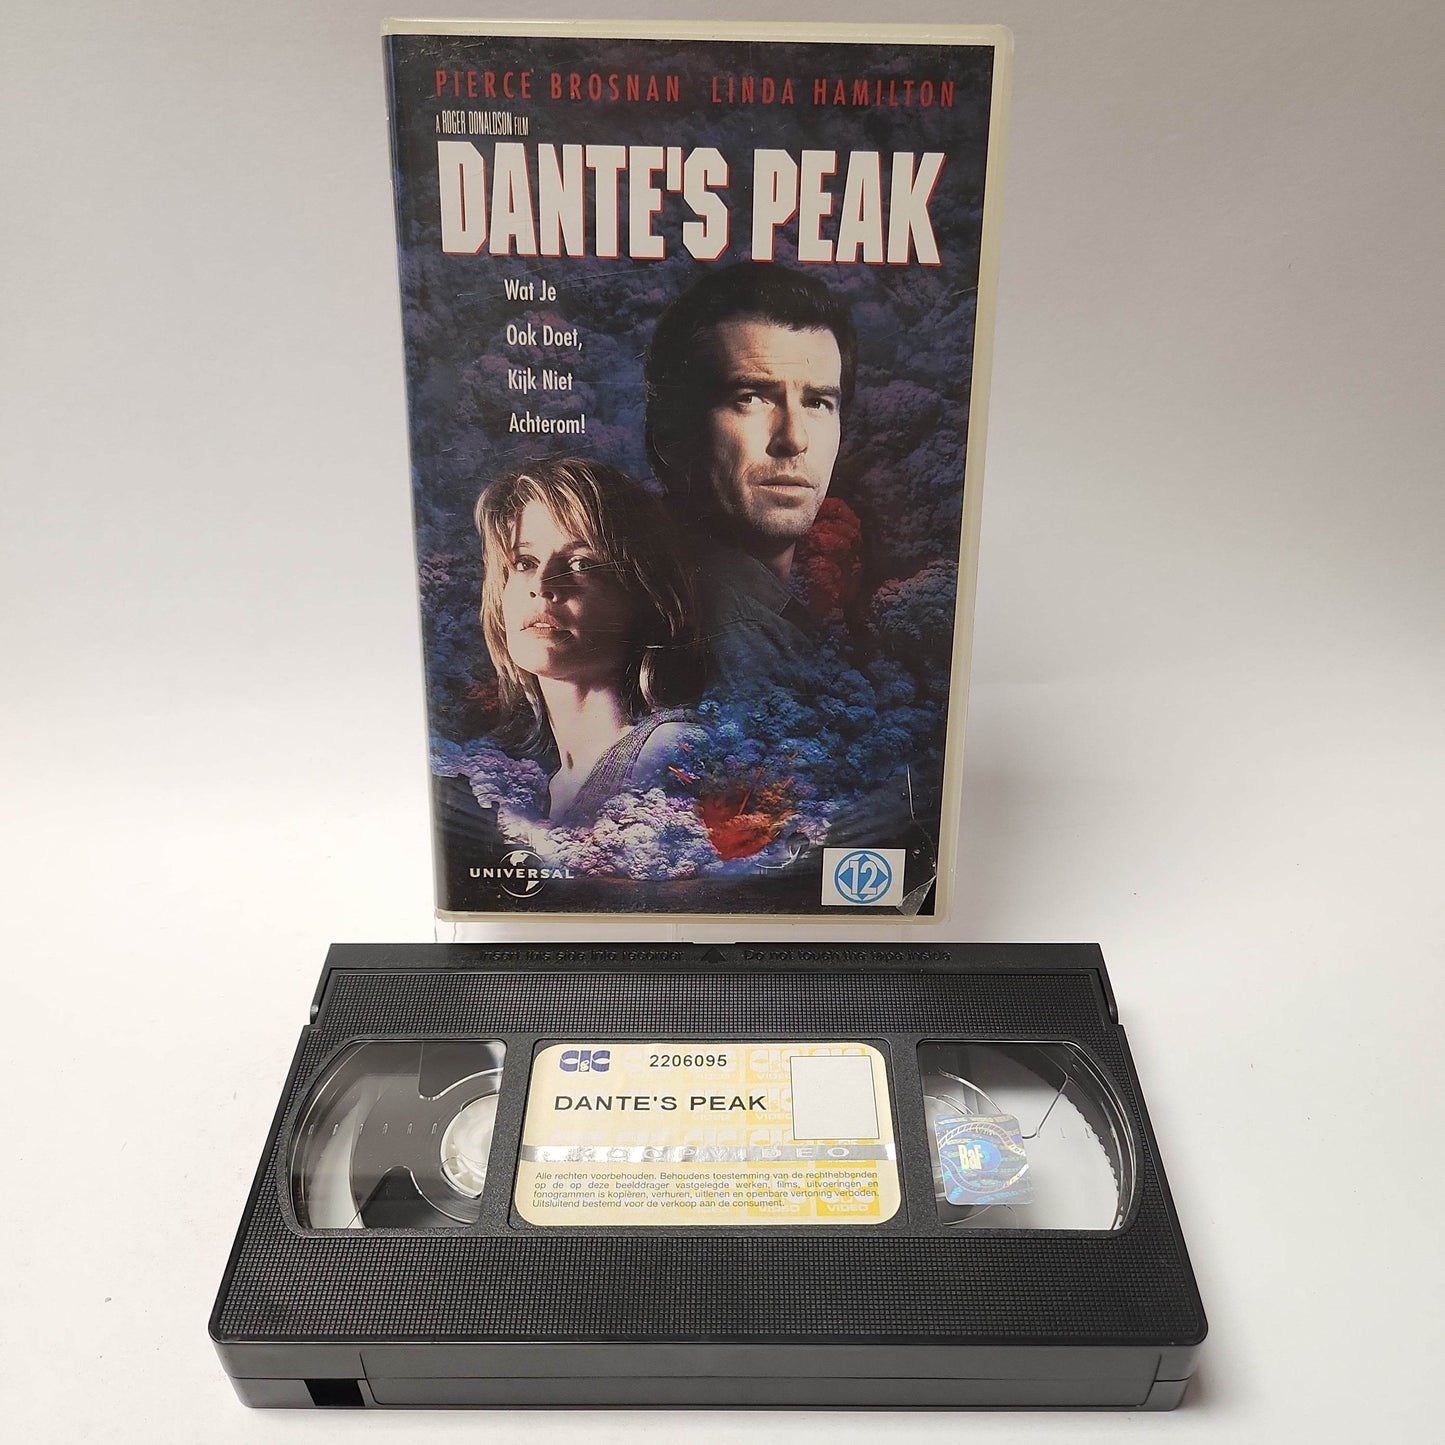 PIERCE BROSNAN LINDA HAMILTON
A ROGER DONALDSON FILM
DANTE'S PEAK
Wat Je
Ook Doet,
Kijk Niet
Achterom!
UNIVERSAL
12
Insert this side into recorder. Do not touch the tape inside
CIC 2206095
DANTE'S PEAK
KOOPVIDEO
Alle rechten voorbehouden. Behoudens toestemming van de rechthebbenden
op de op deze beelddrager vastgelegde werken, films, uitvoeringen en
fonogrammen is kopiëren, verhuren, uitlenen en openbare vertoning verboden.
Uitsluitend bestemd voor de verkoop aan de consument.
VIDEO
VIDEO
BaF